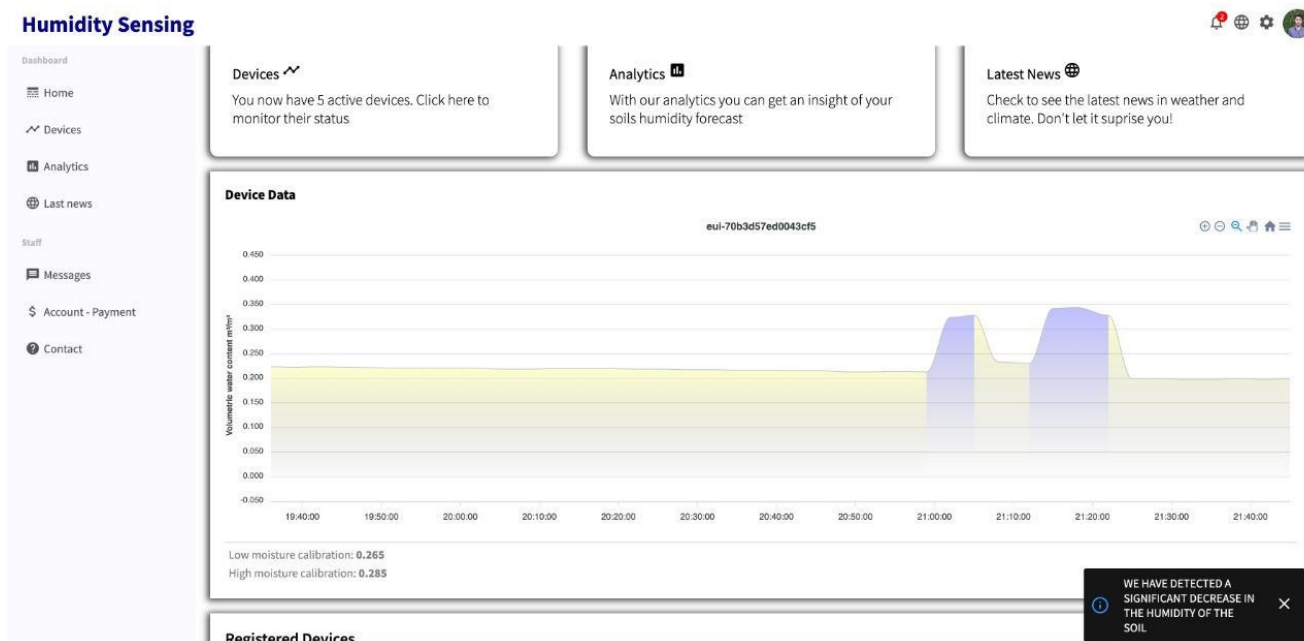 Humidity Sensing
2
Dashboard
Home
Devices
Analytics
Last news
Staff
Messages
$ Account - Payment
Contact
Devices
You now have 5 active devices. Click here to
monitor their status
Analytics
With our analytics you can get an insight of your
soils humidity forecast
Latest News
Check to see the latest news in weather and
climate. Don't let it suprise you!
Device Data
eui-70b3d57ed0043cf5
Volumetric water content m³/m³
0.450
0.400
0.350
0.300
0.250
0.200
0.150
0.100
0.050
0.000
-0.050
19:40:00 19:50:00 20:00:00 20:10:00 20:20:00 20:30:00 20:40:00 20:50:00 21:00:00 21:10:00 21:20:00 21:30:00 21:40:00
Low moisture calibration: 0.265
High moisture calibration: 0.285
Registered Devices
WE HAVE DETECTED A
SIGNIFICANT DECREASE IN
THE HUMIDITY OF THE
SOIL